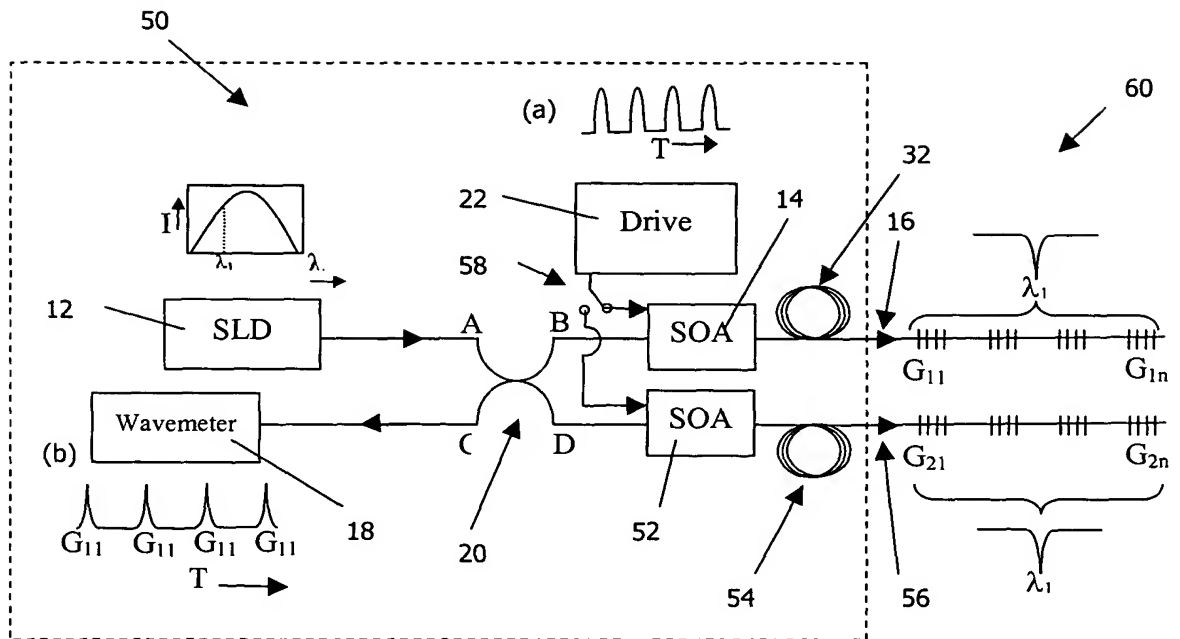 50
60
(a)
T
32
22
Drive
14
16
I
λ₁
λ.
58
λ₁
12
SLD
A
B
SOA
G₁₁
G₁ₙ
Wavemeter
C
D
SOA
G₂₁
G₂ₙ
(b)
18
20
52
54
56
G₁₁ G₁₁ G₁₁ G₁₁
T
λ₁